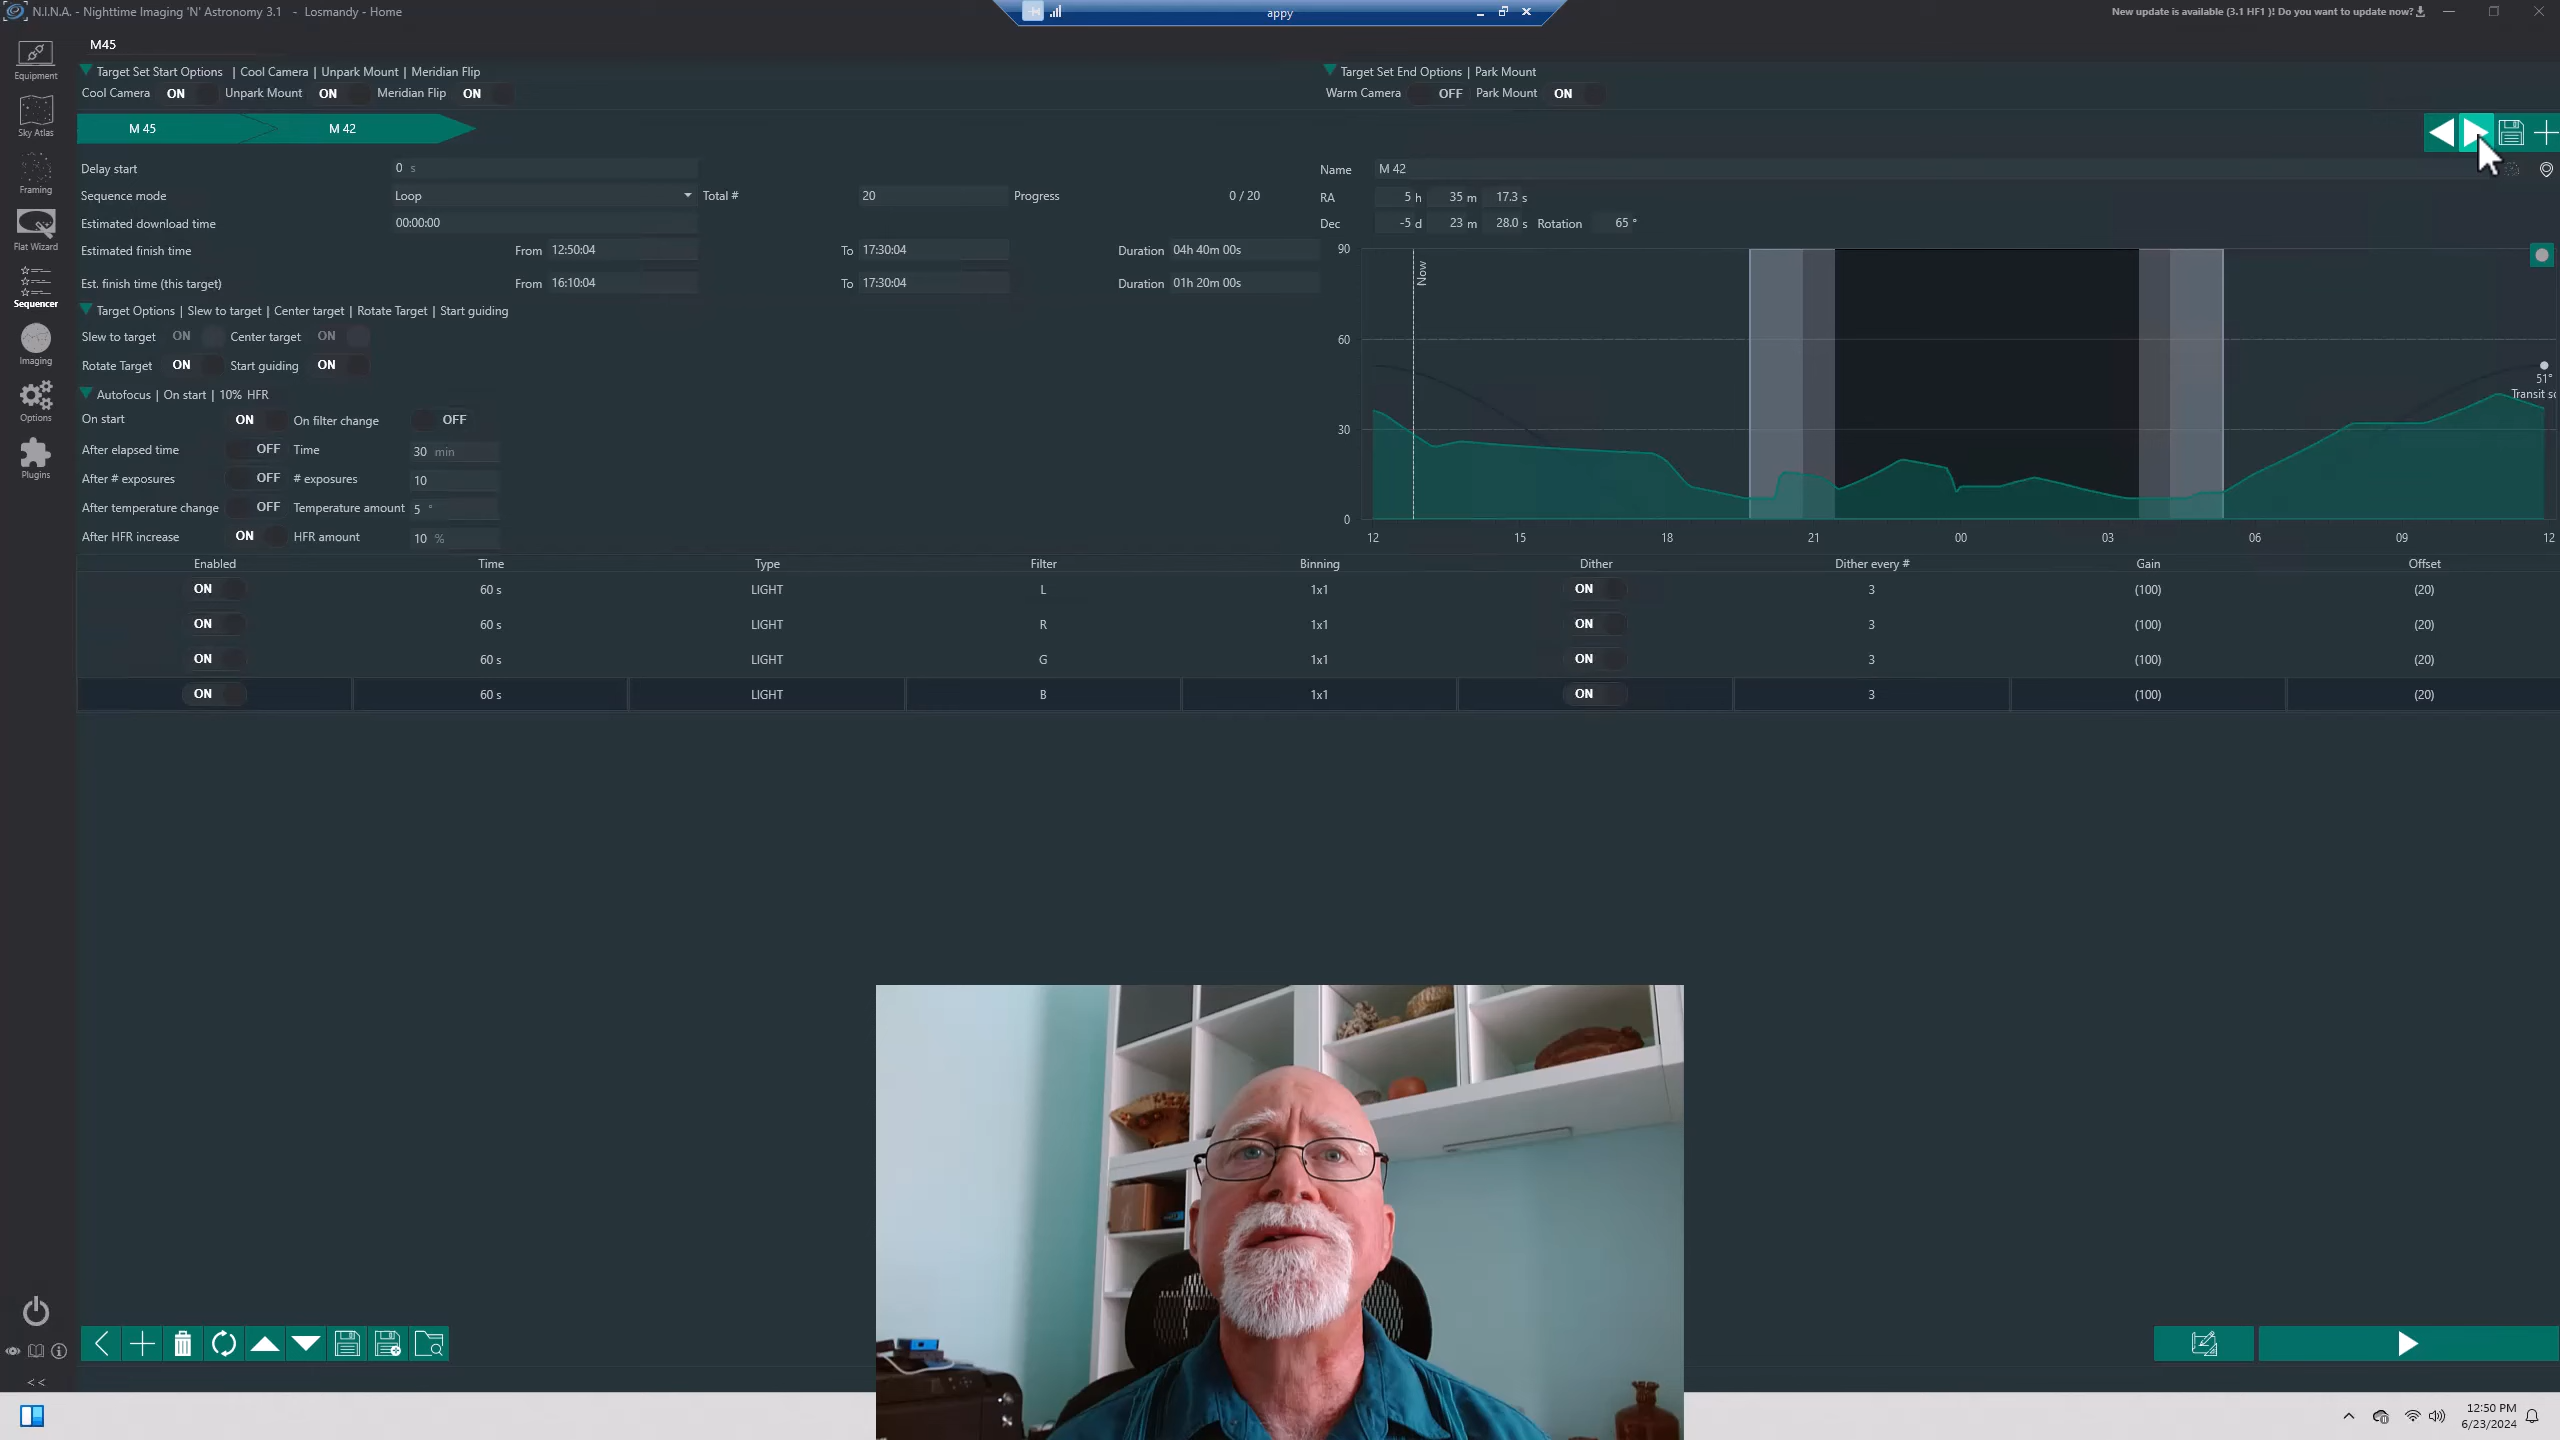 N.I.N.A. - Nighttime Imaging 'N' Astronomy 3.1 - Losmandy - Home
appy
New update is available (3.1 HF1 )! Do you want to update now?
M45
Equipment
Sky Atlas
Framing
Flat Wizard
Sequencer
Imaging
Options
Plugins
<<
Target Set Start Options | Cool Camera | Unpark Mount | Meridian Flip
Cool Camera ON Unpark Mount ON Meridian Flip ON
Target Set End Options | Park Mount
Warm Camera OFF Park Mount ON
M 45 M 42
Delay start 0 s
Sequence mode Loop Total # 20 Progress 0 / 20
Estimated download time 00:00:00
Estimated finish time From 12:50:04 To 17:30:04 Duration 04h 40m 00s
Est. finish time (this target) From 16:10:04 To 17:30:04 Duration 01h 20m 00s
Target Options | Slew to target | Center target | Rotate Target | Start guiding
Slew to target ON Center target ON
Rotate Target ON Start guiding ON
Autofocus | On start | 10% HFR
On start ON On filter change OFF
After elapsed time OFF Time 30 min
After # exposures OFF # exposures 10
After temperature change OFF Temperature amount 5 °
After HFR increase ON HFR amount 10 %
Name M 42
RA 5 h 35 m 17.3 s
Dec -5 d 23 m 28.0 s Rotation 65 °
90
60
30
0
Now
51°
Transit so
12 15 18 21 00 03 06 09 12
Enabled Time Type Filter Binning Dither Dither every # Gain Offset
ON 60 s LIGHT L 1x1 ON 3 (100) (20)
ON 60 s LIGHT R 1x1 ON 3 (100) (20)
ON 60 s LIGHT G 1x1 ON 3 (100) (20)
ON 60 s LIGHT B 1x1 ON 3 (100) (20)
12:50 PM
6/23/2024